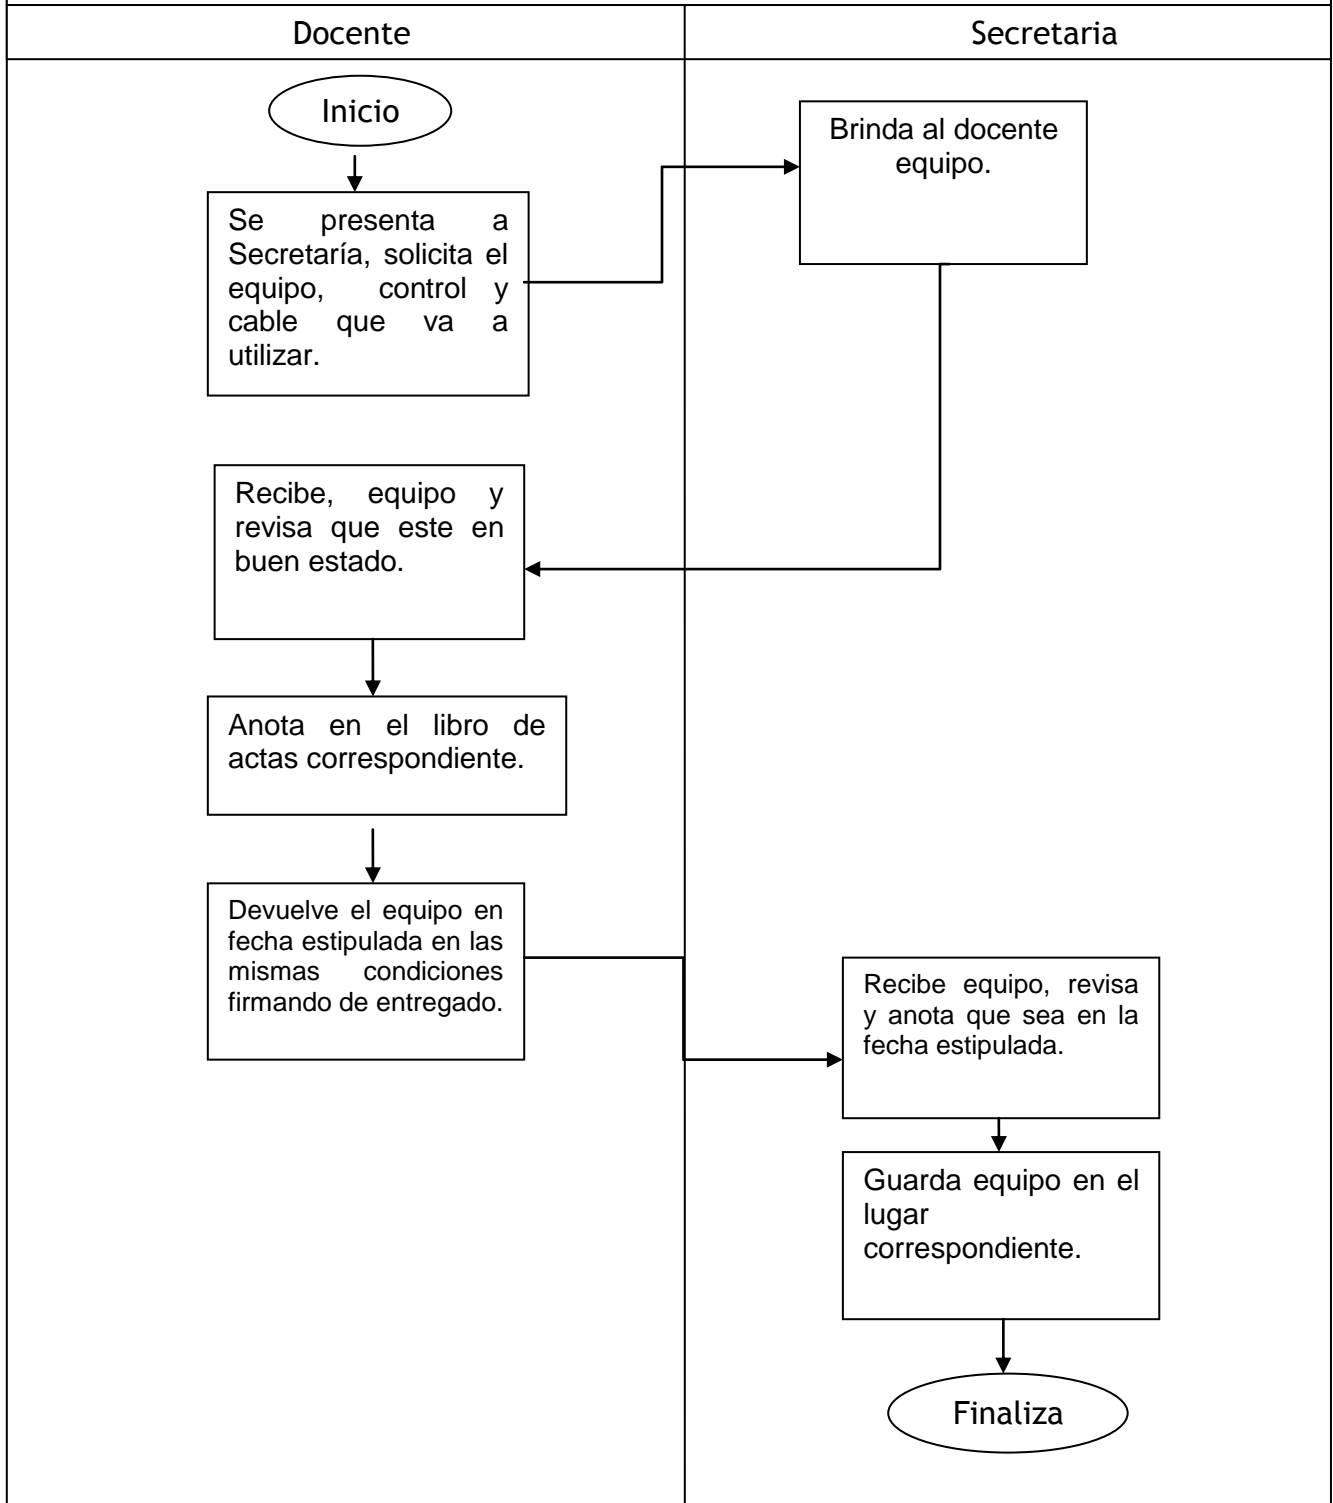 Docente
Secretaria
Inicio
Se presenta a
Secretaría, solicita el
equipo, control y
cable que va a
utilizar.
Brinda al docente
equipo.
Recibe, equipo y
revisa que este en
buen estado.
Anota en el libro de
actas correspondiente.
Devuelve el equipo en
fecha estipulada en las
mismas condiciones
firmando de entregado.
Recibe equipo, revisa
y anota que sea en la
fecha estipulada.
Guarda equipo en el
lugar
correspondiente.
Finaliza